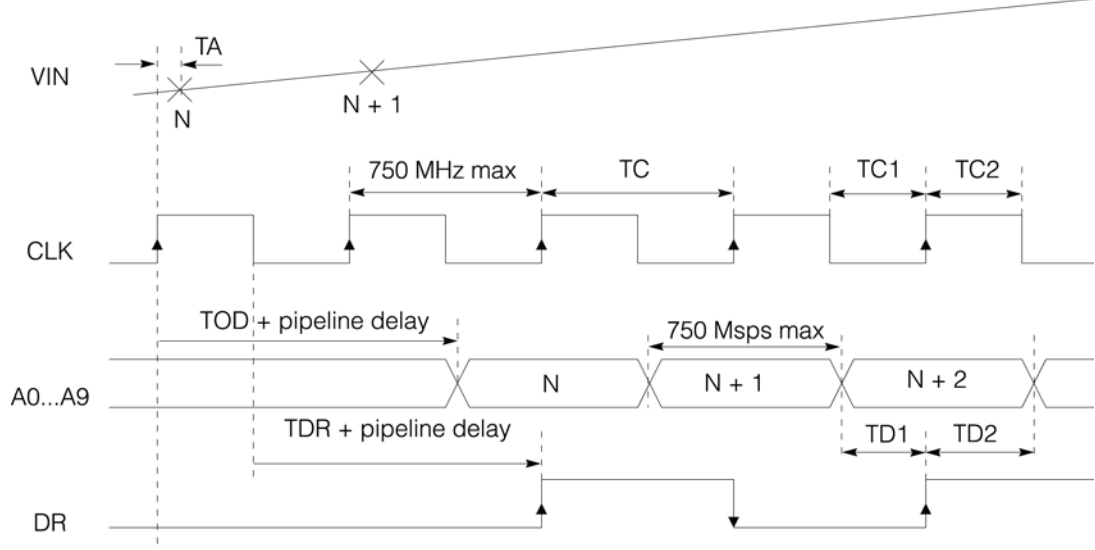 TA
VIN
N
N + 1
750 MHz max
TC
TC1
TC2
CLK
TOD + pipeline delay
750 Msps max
A0...A9
N
N + 1
N + 2
TDR + pipeline delay
TD1
TD2
DR